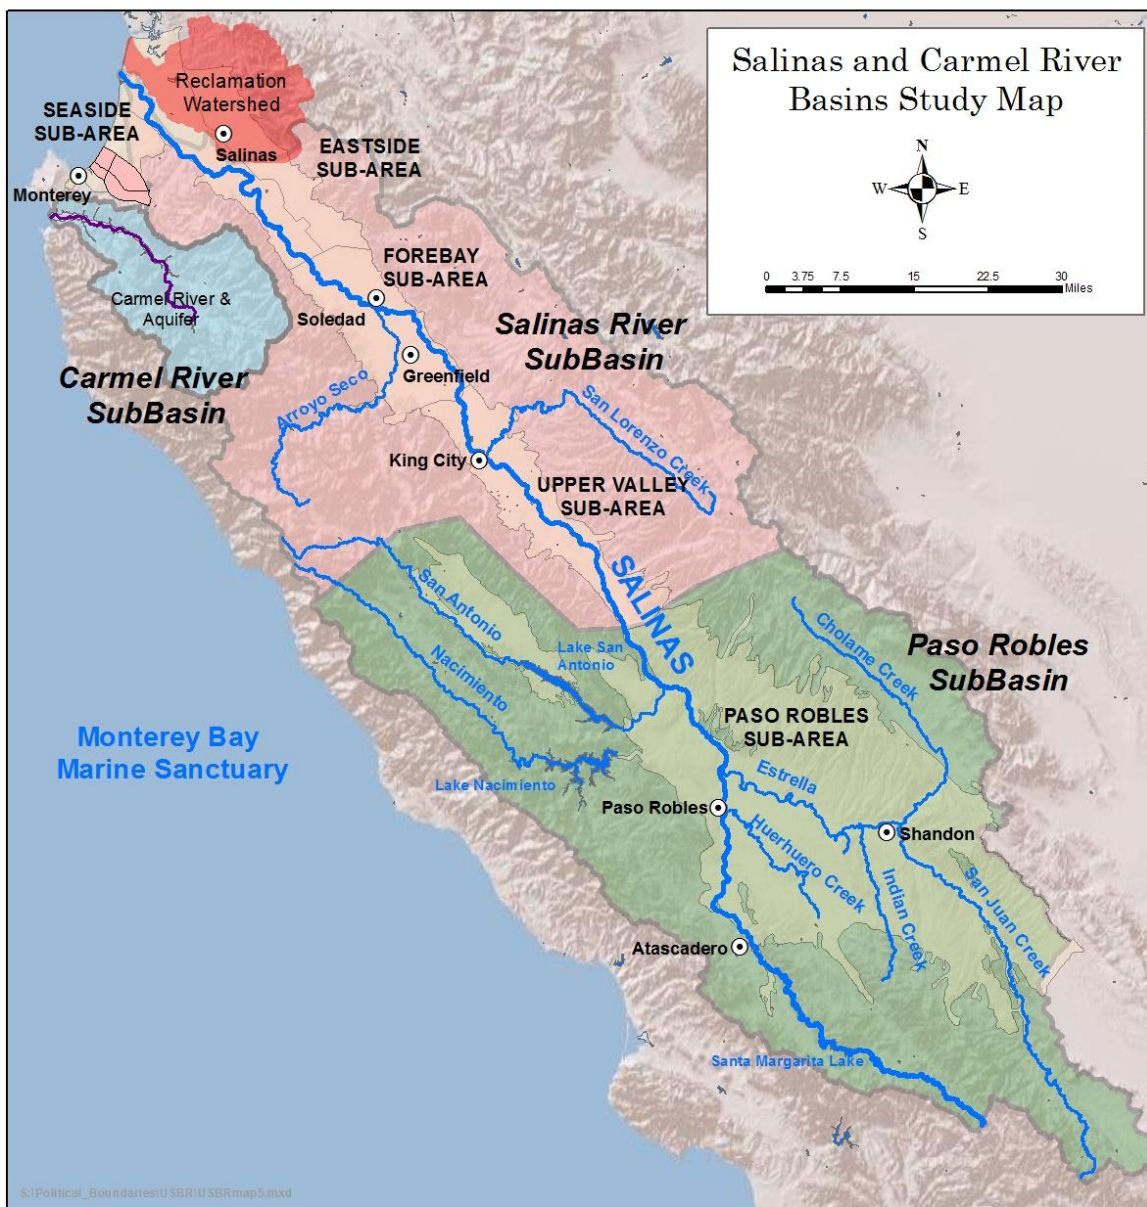 Salinas and Carmel River
Basins Study Map
N
W
E
S
0 3.75 7.5 15 22.5 30
Miles
Reclamation
Watershed
SEASIDE
SUB-AREA
Salinas
EASTSIDE
SUB-AREA
Monterey
FOREBAY
SUB-AREA
Carmel River &
Aquifer
Soledad
Salinas River
SubBasin
Greenfield
Carmel River
SubBasin
Arroyo Seco
San Lorenzo Creek
King City
UPPER VALLEY
SUB-AREA
SALINAS
San Antonio
Cholame Creek
Nacimiento
Lake San
Antonio
Paso Robles
SubBasin
PASO ROBLES
SUB-AREA
Monterey Bay
Marine Sanctuary
Estrella
Lake Nacimiento
Paso Robles
Shandon
Huerhuero Creek
Indian Creek
San Juan Creek
Atascadero
Santa Margarita Lake
S:\Political_Boundaries\USBR\USBRmap5.mxd